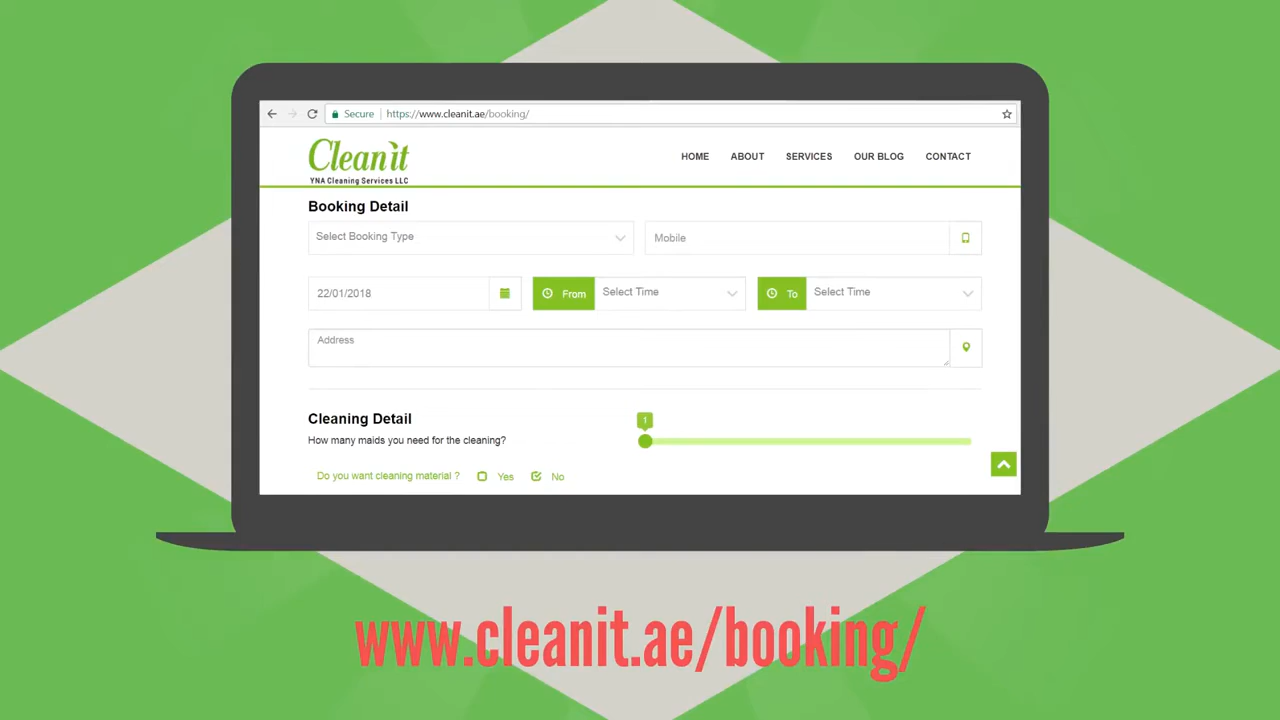 Secure https://www.cleanit.ae/booking/
Cleanit
YNA Cleaning Services LLC
HOME ABOUT SERVICES OUR BLOG CONTACT
Booking Detail
Select Booking Type Mobile
22/01/2018 From Select Time To Select Time
Address
Cleaning Detail
1
How many maids you need for the cleaning?
Do you want cleaning material ? Yes No
www.cleanit.ae/booking/